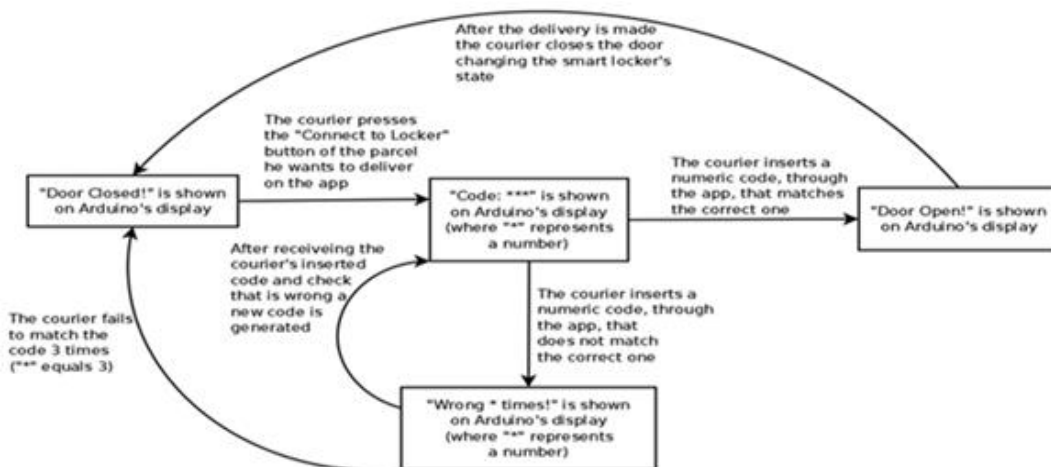 After the delivery is made
the courier closes the door
changing the smart locker's
state
The courier presses
the "Connect to Locker"
button of the parcel
he wants to deliver
on the app
The courier inserts a
numeric code, through
the app, that matches
the correct one
"Door Closed!" is shown
on Arduino's display
"Code: ***" is shown
on Arduino's display
(where "*" represents
a number)
"Door Open!" is shown
on Arduino's display
After receiveing the
courier's inserted
code and check
that is wrong a
new code is
generated
The courier inserts a
numeric code, through
the app, that
does not match
the correct one
The courier fails
to match the
code 3 times
("*" equals 3)
"Wrong * times!" is shown
on Arduino's display
(where "*" represents
a number)